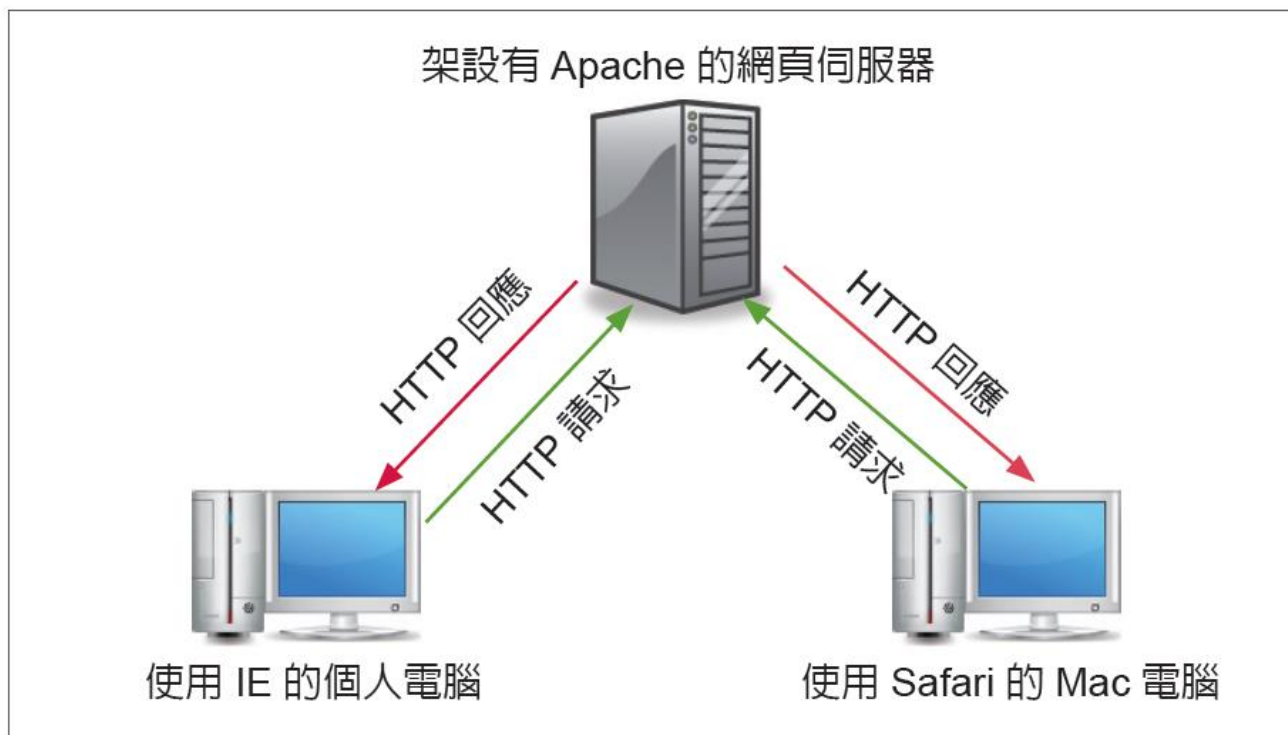 架設有 Apache 的網頁伺服器
HTTP 回應
HTTP 請求
HTTP 回應
HTTP 請求
使用 IE 的個人電腦
使用 Safari 的 Mac 電腦